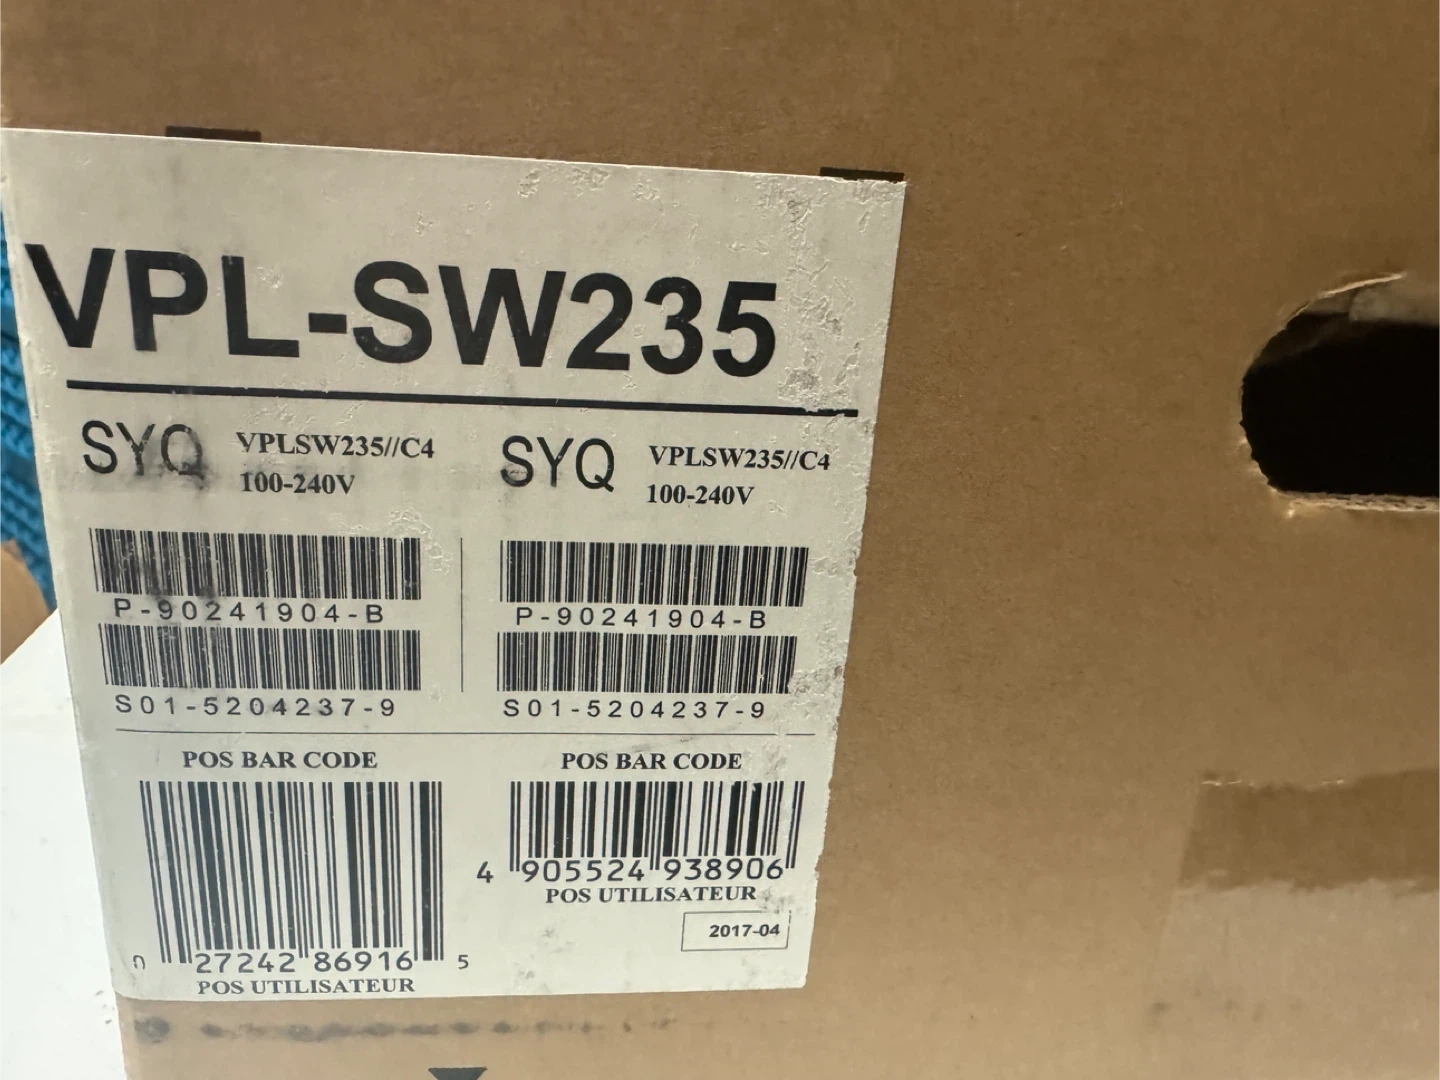 VPL-SW235
SYQ VPLSW235//C4
100-240V
P-90241904-B
S01-5204237-9
SYQ VPLSW235//C4
100-240V
P-90241904-B
S01-5204237-9
POS BAR CODE
0 27242 86916 5
POS UTILISATEUR
POS BAR CODE
4 905524 938906
POS UTILISATEUR
2017-04